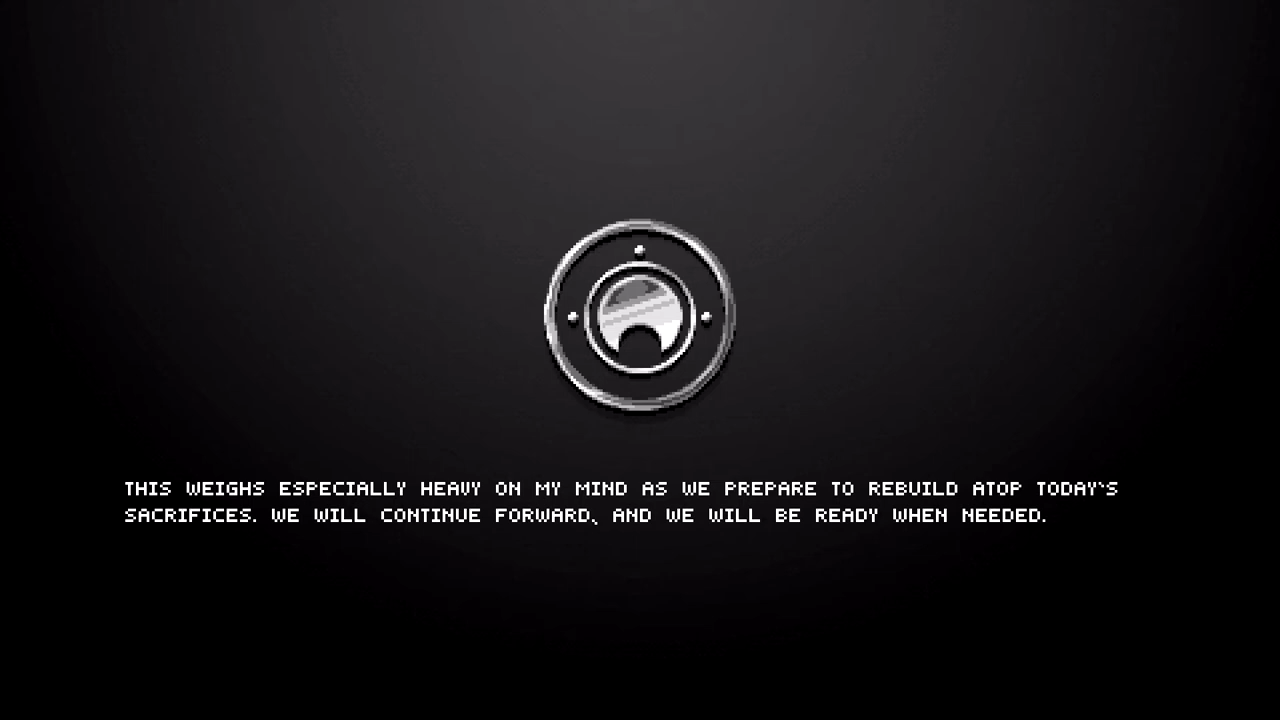 THIS WEIGHS ESPECIALLY HEAVY ON MY MIND AS WE PREPARE TO REBUILD ATOP TODAY'S
SACRIFICES. WE WILL CONTINUE FORWARD, AND WE WILL BE READY WHEN NEEDED.